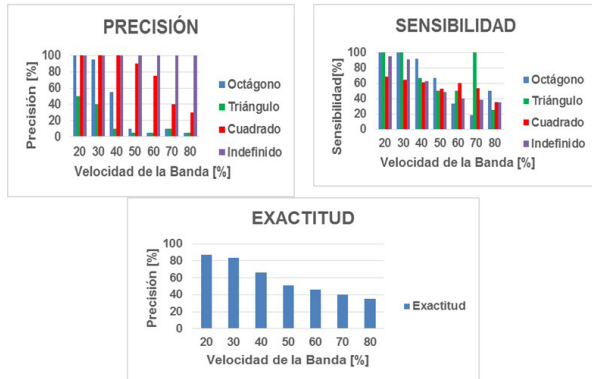 PRECISIÓN
Precisión [%]
100
80
60
40
20
0
20 30 40 50 60 70 80
Velocidad de la Banda [%]
Octágono
Triángulo
Cuadrado
Indefinido
SENSIBILIDAD
Sensibilidad[%]
100
80
60
40
20
0
20 30 40 50 60 70 80
Velocidad de la Banda [%]
Octágono
Triángulo
Cuadrado
Indefinido
EXACTITUD
Precisión [%]
100
80
60
40
20
0
20 30 40 50 60 70 80
Velocidad de la Banda [%]
Exactitud